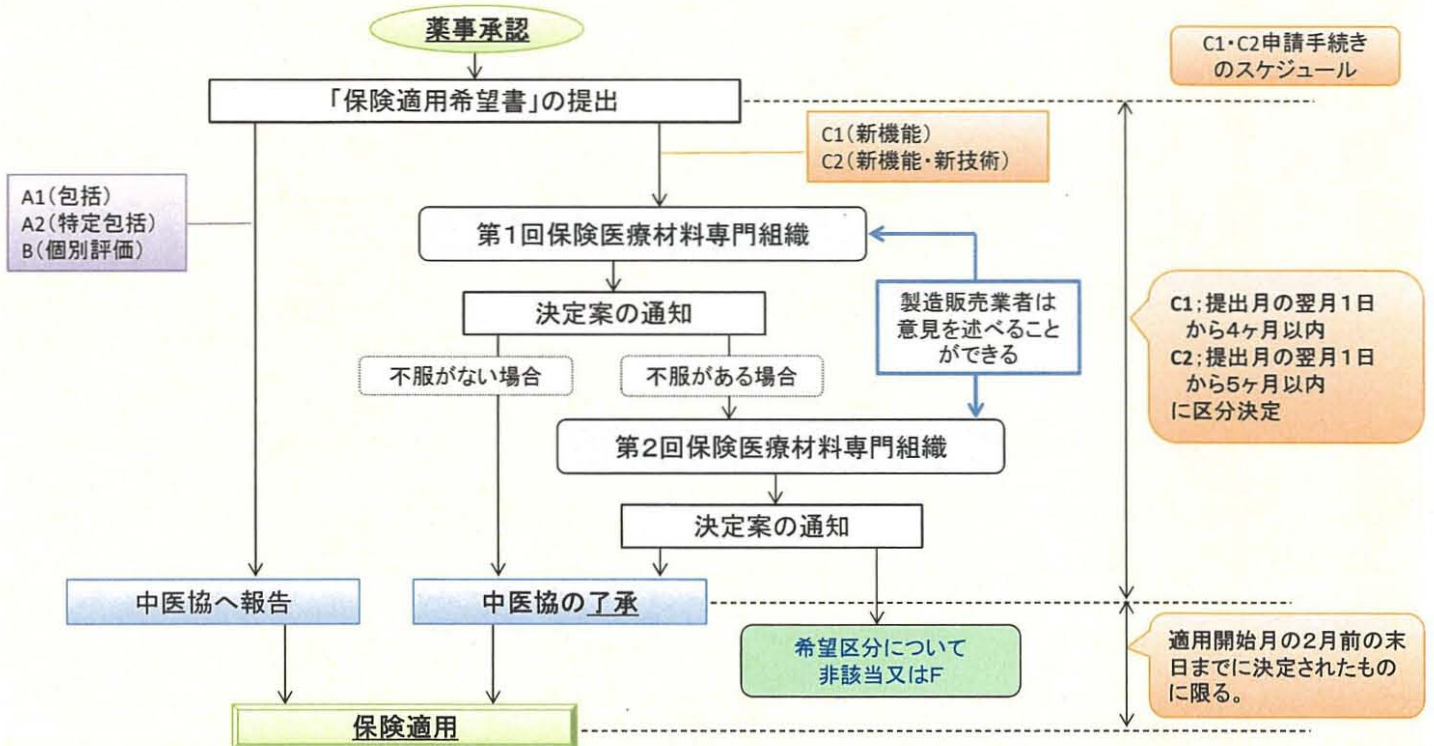 薬事承認
C1・C2申請手続き
のスケジュール
「保険適用希望書」の提出
C1(新機能)
C2(新機能・新技術)
A1(包括)
A2(特定包括)
B(個別評価)
第1回保険医療材料専門組織
決定案の通知
製造販売業者は
意見を述べること
ができる
C1;提出月の翌月1日
から4ヶ月以内
C2;提出月の翌月1日
から5ヶ月以内
に区分決定
不服がない場合
不服がある場合
第2回保険医療材料専門組織
決定案の通知
中医協へ報告
中医協の了承
希望区分について
非該当又はF
適用開始月の2月前の末
日までに決定されたもの
に限る。
保険適用